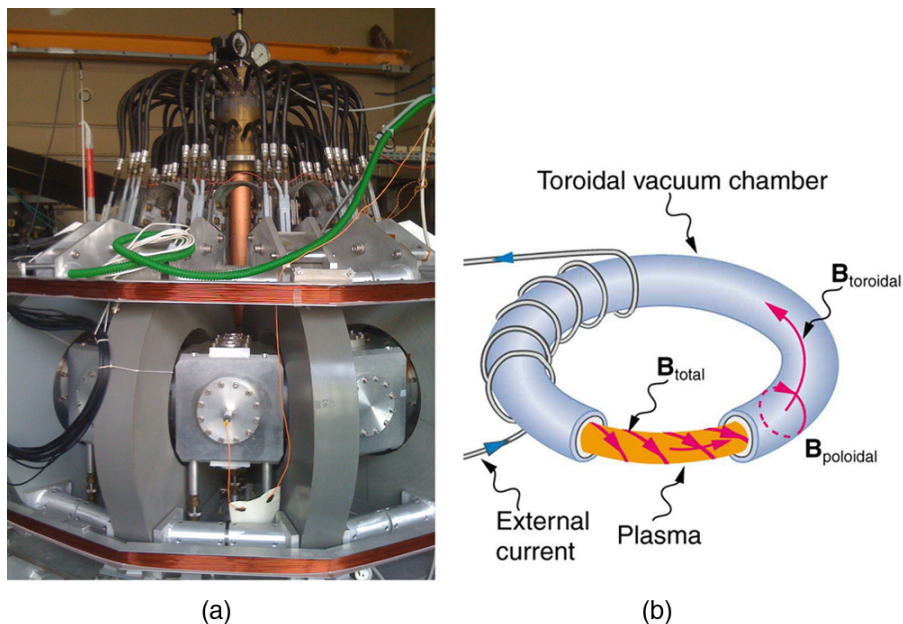 Toroidal vacuum chamber
B toroidal
B total
B poloidal
External
current
Plasma
(a)
(b)